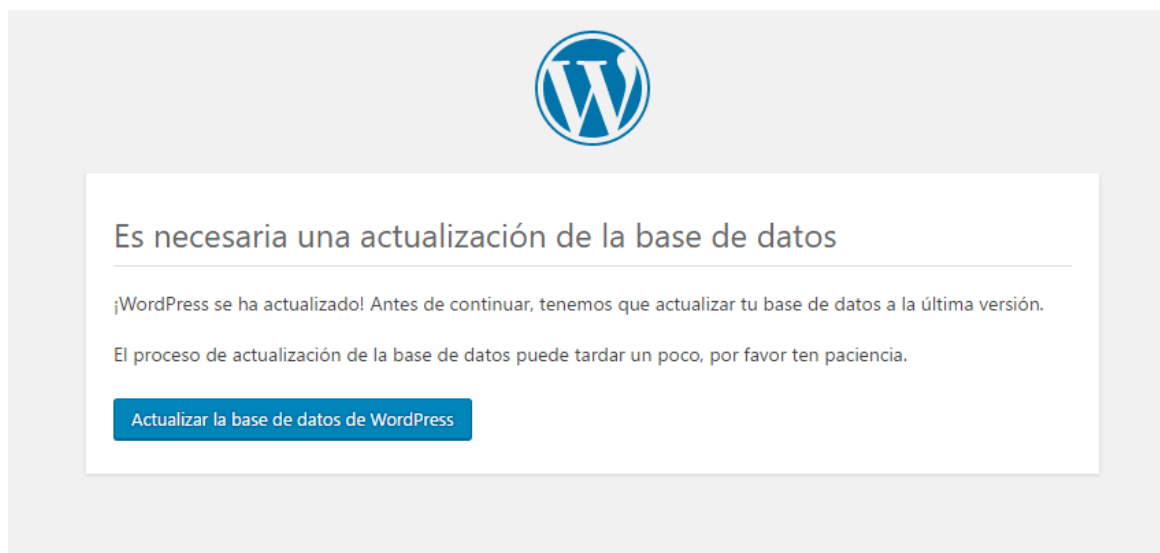 Es necesaria una actualización de la base de datos
¡WordPress se ha actualizado! Antes de continuar, tenemos que actualizar tu base de datos a la última versión.
El proceso de actualización de la base de datos puede tardar un poco, por favor ten paciencia.
Actualizar la base de datos de WordPress